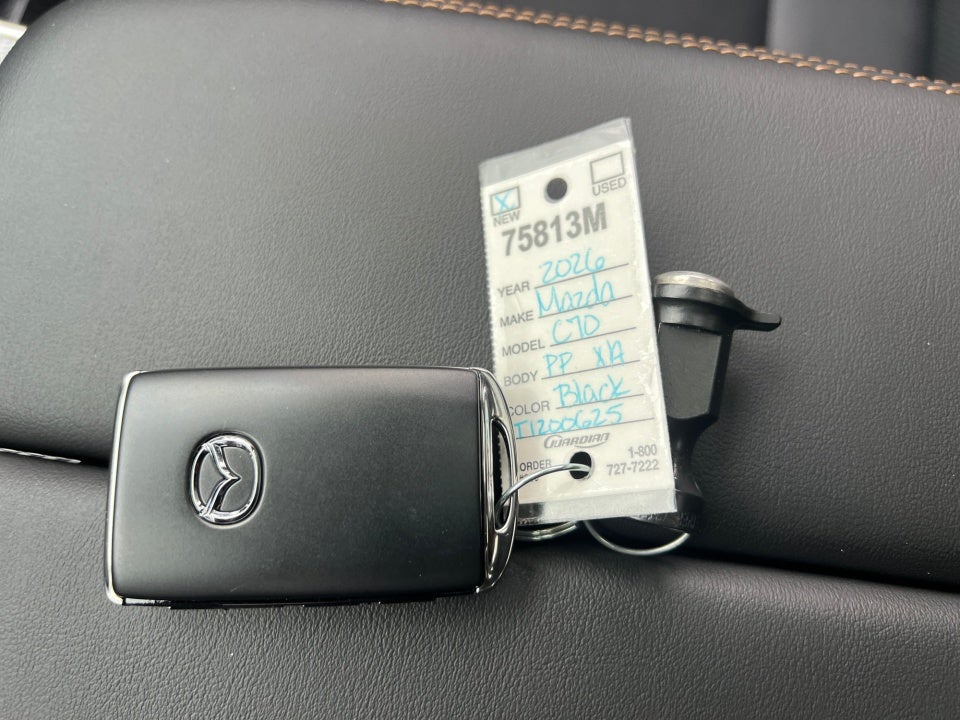 X
NEW
USED
75813M
YEAR 2026
MAKE Mazda
MODEL C70
BODY PP XA
COLOR Black
T1200625
GUARDIAN
ORDER
1-800
727-7222